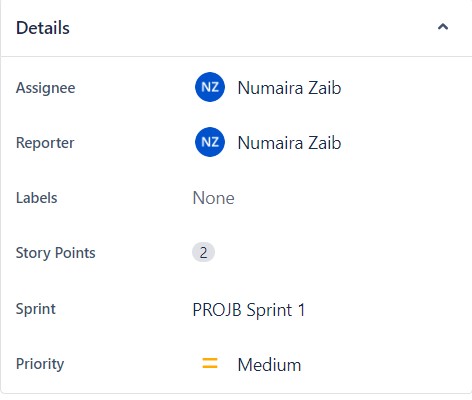 Details
Assignee NZ Numaira Zaib
Reporter NZ Numaira Zaib
Labels None
Story Points 2
Sprint PROJB Sprint 1
Priority Medium